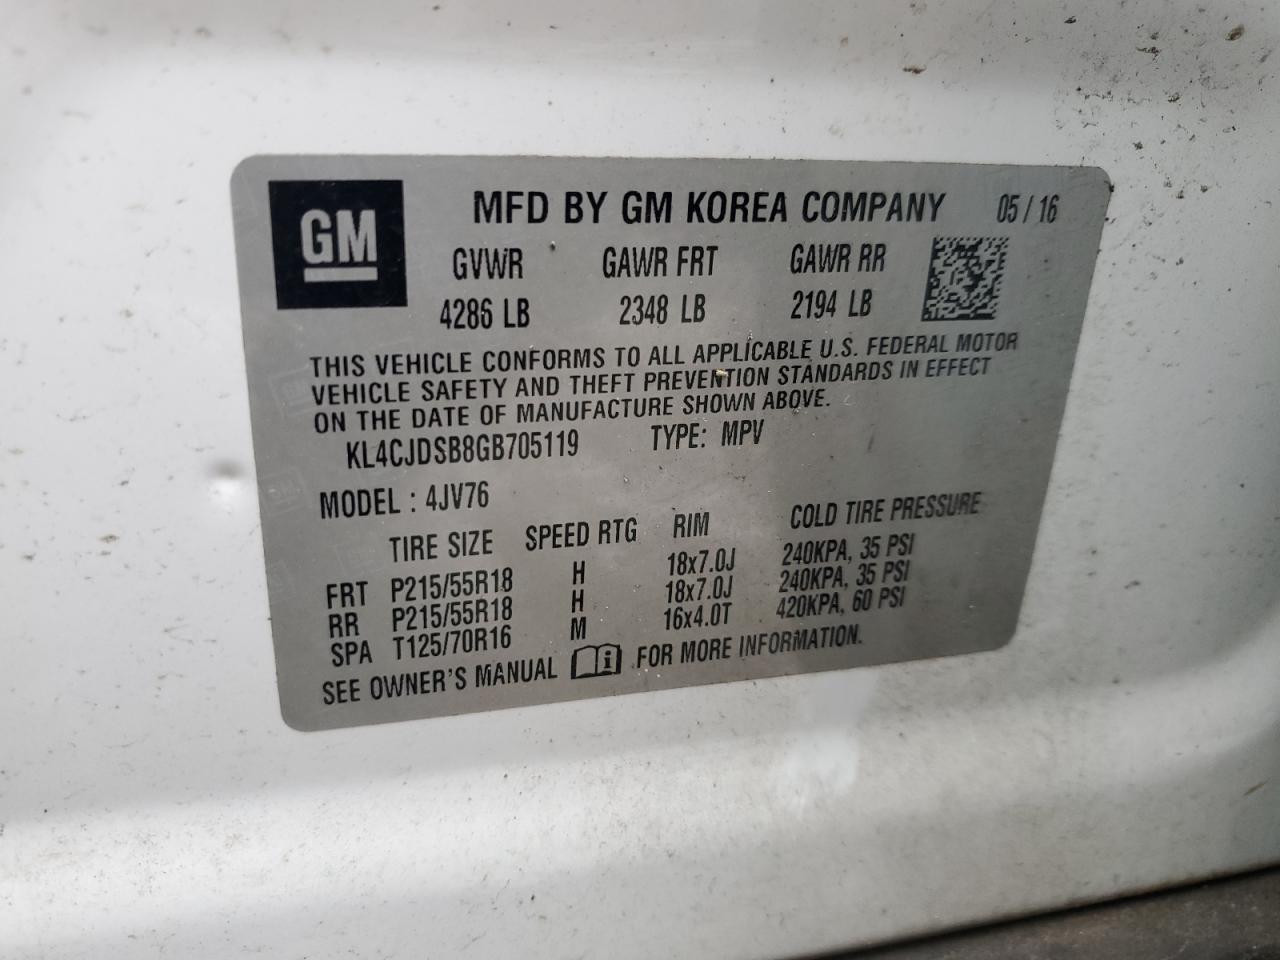 GM
MFD BY GM KOREA COMPANY 05/16
GVWR GAWR FRT GAWR RR
4286 LB 2348 LB 2194 LB
THIS VEHICLE CONFORMS TO ALL APPLICABLE U.S. FEDERAL MOTOR
VEHICLE SAFETY AND THEFT PREVENTION STANDARDS IN EFFECT
ON THE DATE OF MANUFACTURE SHOWN ABOVE.
KL4CJDSB8GB705119 TYPE: MPV
MODEL : 4JV76
TIRE SIZE SPEED RTG RIM COLD TIRE PRESSURE
FRT P215/55R18 H 18x7.0J 240KPA, 35 PSI
RR P215/55R18 H 18x7.0J 240KPA, 35 PSI
SPA T125/70R16 M 16x4.0T 420KPA, 60 PSI
SEE OWNER'S MANUAL i FOR MORE INFORMATION.